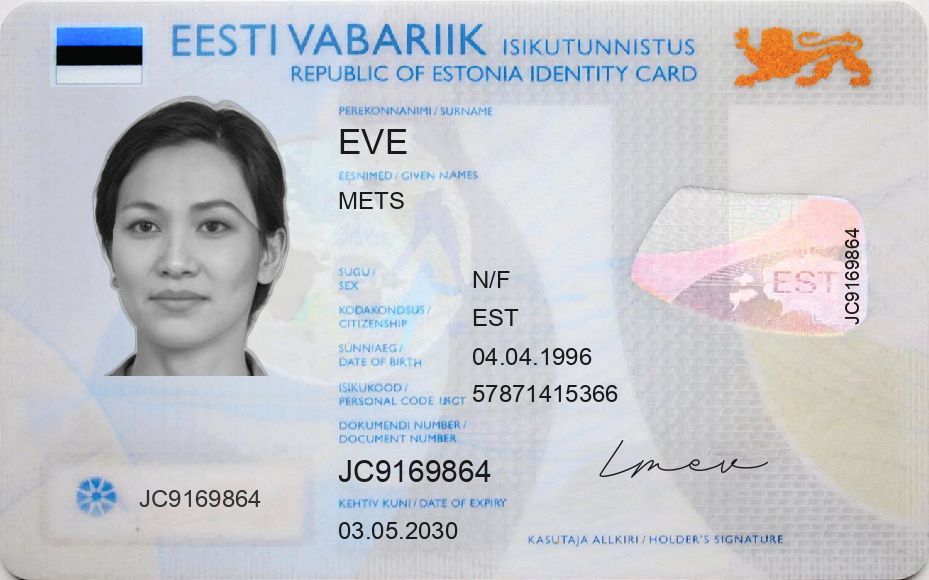 EESTI VABARIIK ISIKUTUNNISTUS
REPUBLIC OF ESTONIA IDENTITY CARD
PEREKONNANIMI / SURNAME
EVE
EESNIMED / GIVEN NAMES
METS
SUGU /
SEX
N/F
KODAKONDSUS /
CITIZENSHIP
EST
SÜNNIAEG /
DATE OF BIRTH
04.04.1996
ISIKUKOOD /
PERSONAL CODE
57871415366
DOKUMENDI NUMBER /
DOCUMENT NUMBER
JC9169864
KEHTIV KUNI / DATE OF EXPIRY
03.05.2030
JC9169864
EST
JC9169864
KASUTAJA ALLKIRI / HOLDER'S SIGNATURE